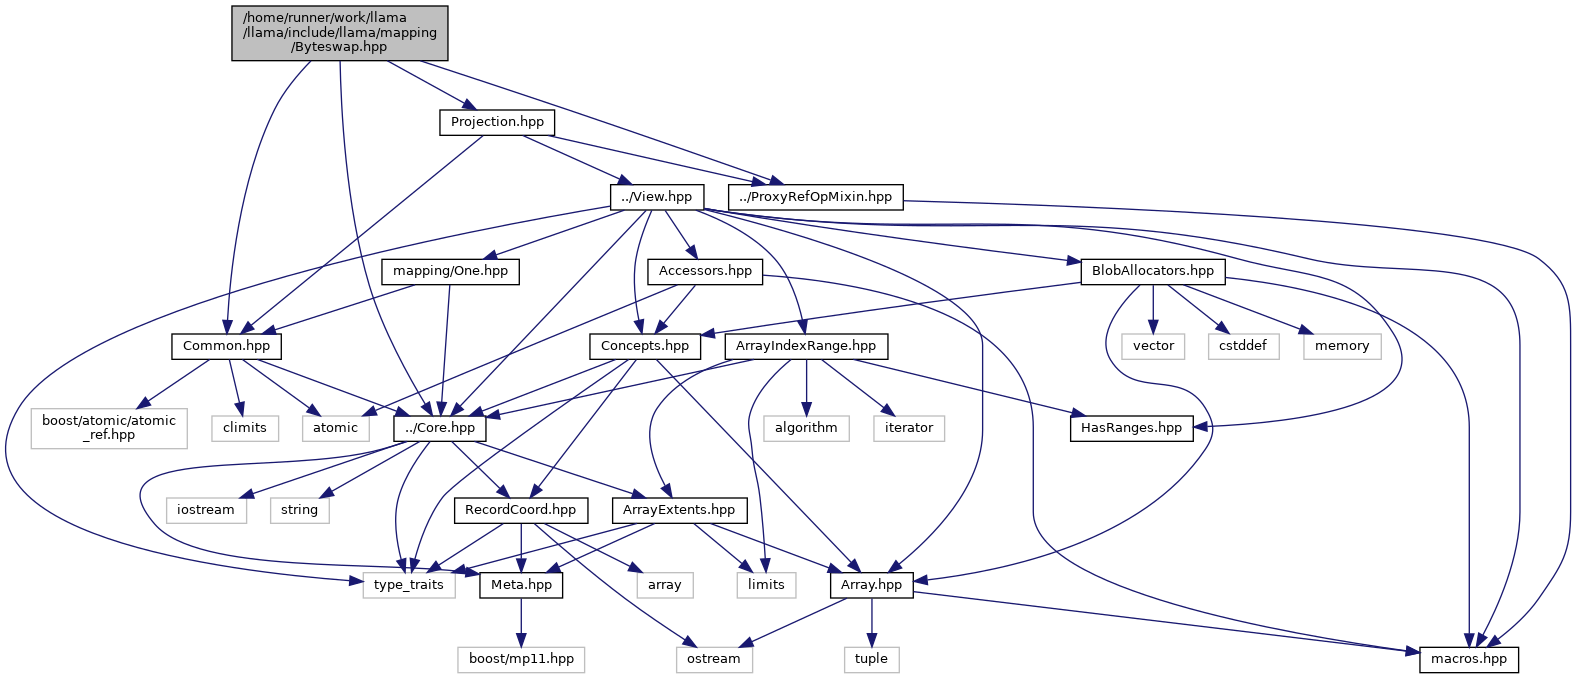 /home/runner/work/llama
/llama/include/llama/mapping
/Byteswap.hpp
Projection.hpp
../View.hpp
../ProxyRefOpMixin.hpp
mapping/One.hpp
Accessors.hpp
BlobAllocators.hpp
Common.hpp
Concepts.hpp
ArrayIndexRange.hpp
vector
cstddef
memory
boost/atomic/atomic
_ref.hpp
climits
atomic
../Core.hpp
algorithm
iterator
HasRanges.hpp
iostream
string
RecordCoord.hpp
ArrayExtents.hpp
type_traits
Meta.hpp
array
limits
Array.hpp
boost/mp11.hpp
ostream
tuple
macros.hpp